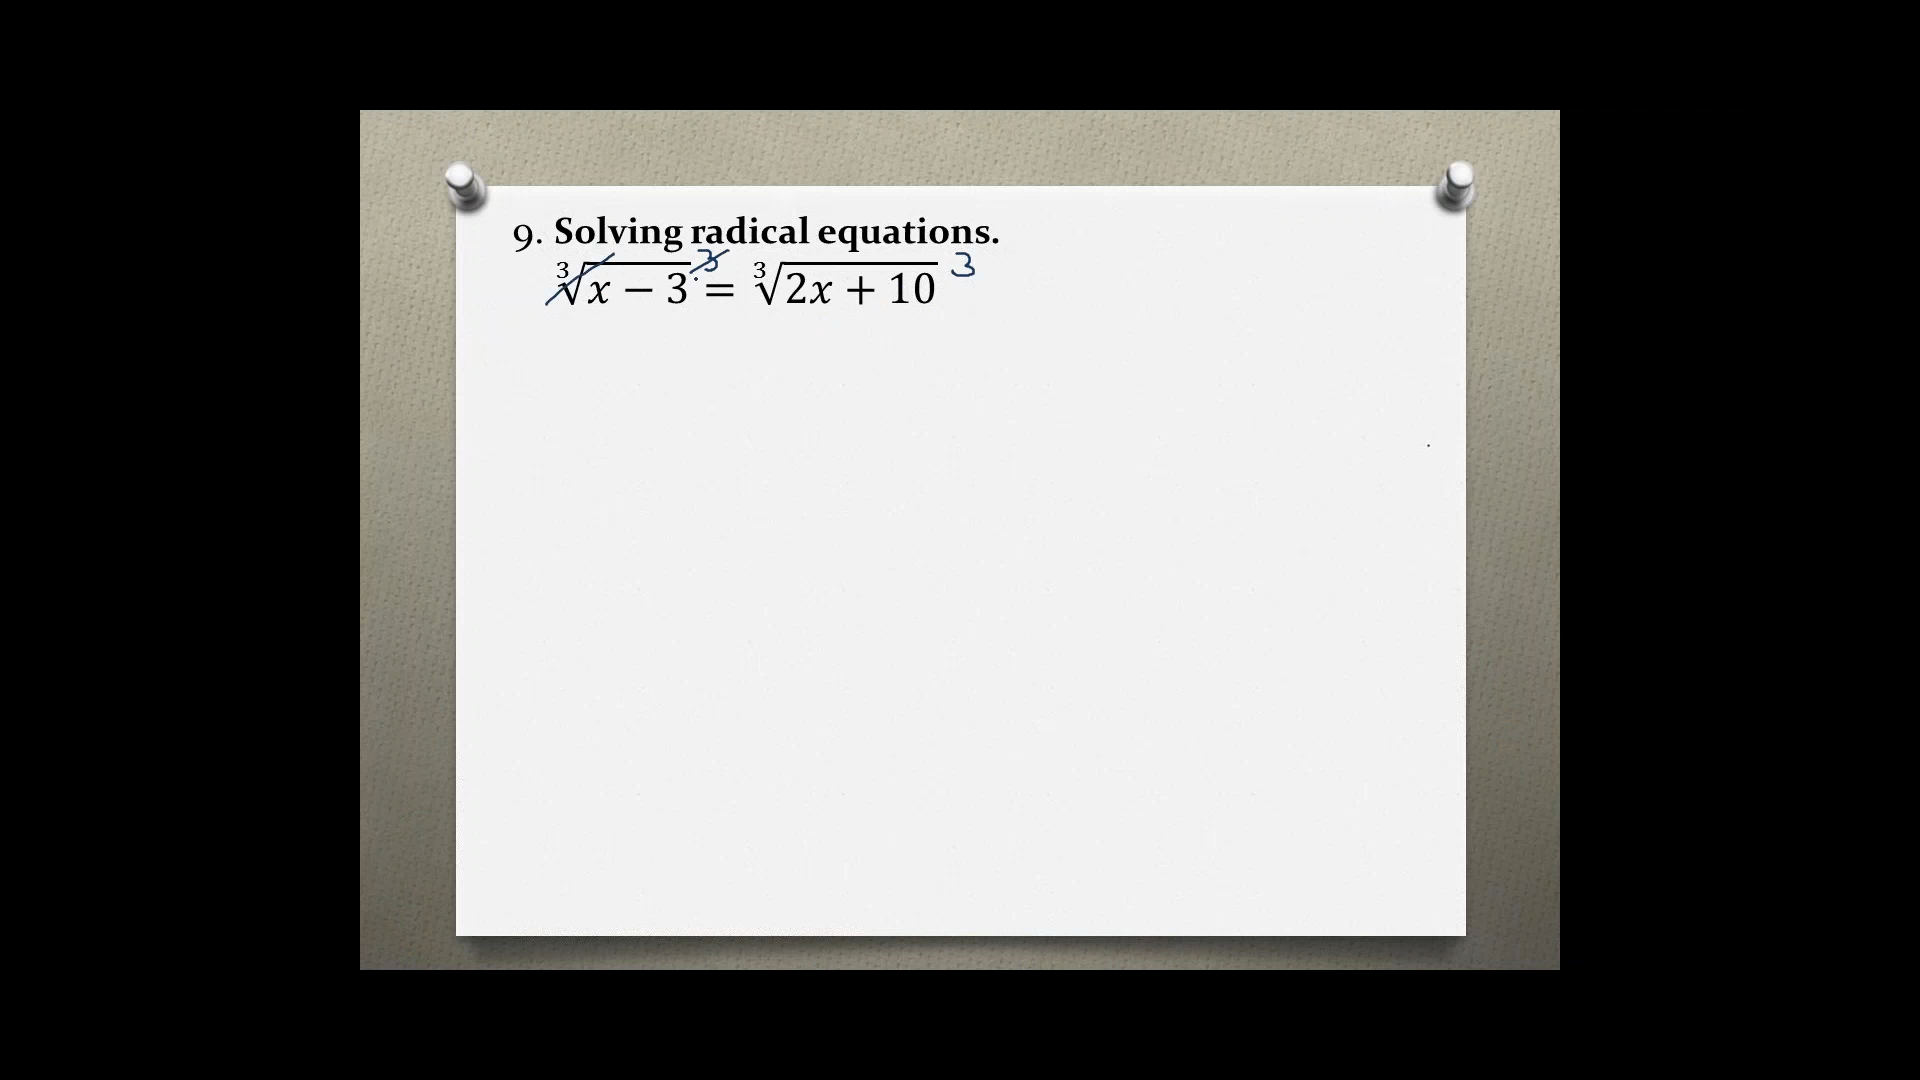 9. Solving radical equations.
∛(x − 3)³ = ∛(2x + 10)³